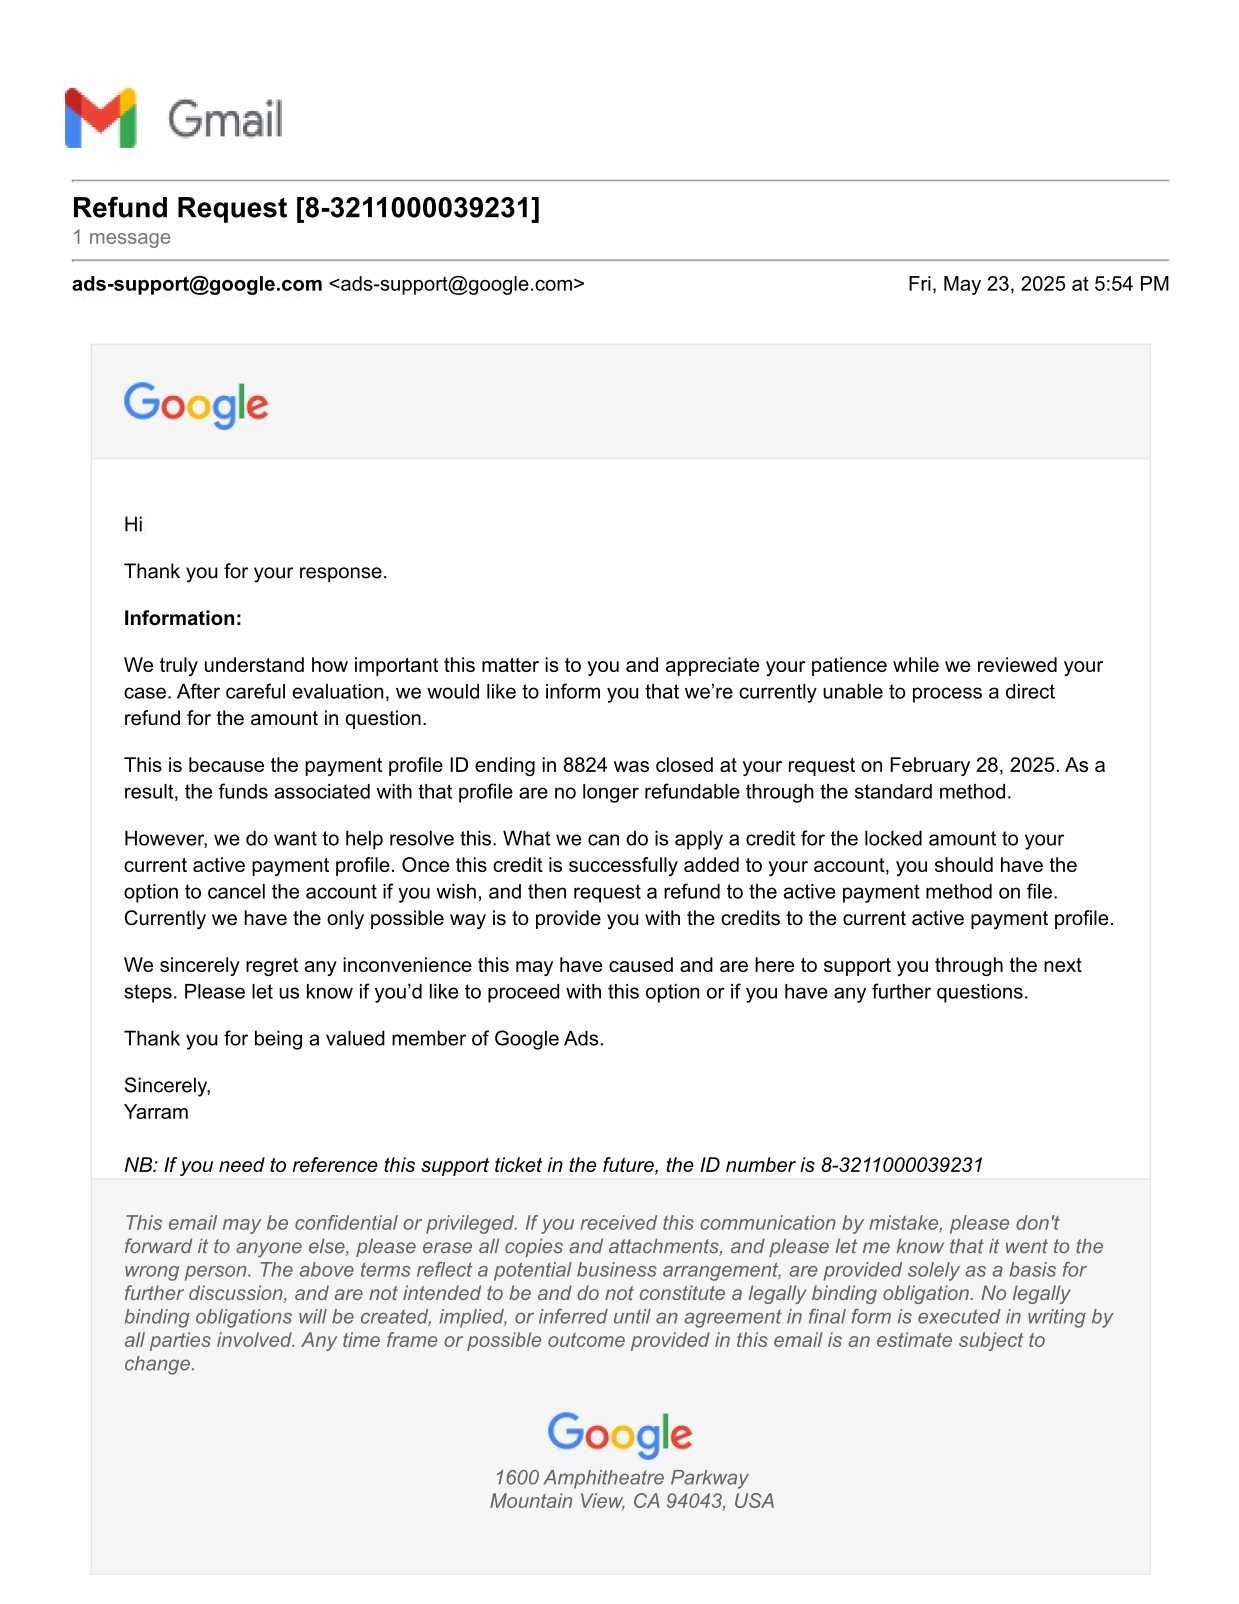 Gmail
Refund Request [8-3211000039231]
1 message
ads-support@google.com <ads-support@google.com> Fri, May 23, 2025 at 5:54 PM
Google
Hi
Thank you for your response.
Information:
We truly understand how important this matter is to you and appreciate your patience while we reviewed your
case. After careful evaluation, we would like to inform you that we’re currently unable to process a direct
refund for the amount in question.
This is because the payment profile ID ending in 8824 was closed at your request on February 28, 2025. As a
result, the funds associated with that profile are no longer refundable through the standard method.
However, we do want to help resolve this. What we can do is apply a credit for the locked amount to your
current active payment profile. Once this credit is successfully added to your account, you should have the
option to cancel the account if you wish, and then request a refund to the active payment method on file.
Currently we have the only possible way is to provide you with the credits to the current active payment profile.
We sincerely regret any inconvenience this may have caused and are here to support you through the next
steps. Please let us know if you’d like to proceed with this option or if you have any further questions.
Thank you for being a valued member of Google Ads.
Sincerely,
Yarram
NB: If you need to reference this support ticket in the future, the ID number is 8-3211000039231
This email may be confidential or privileged. If you received this communication by mistake, please don't
forward it to anyone else, please erase all copies and attachments, and please let me know that it went to the
wrong person. The above terms reflect a potential business arrangement, are provided solely as a basis for
further discussion, and are not intended to be and do not constitute a legally binding obligation. No legally
binding obligations will be created, implied, or inferred until an agreement in final form is executed in writing by
all parties involved. Any time frame or possible outcome provided in this email is an estimate subject to
change.
Google
1600 Amphitheatre Parkway
Mountain View, CA 94043, USA